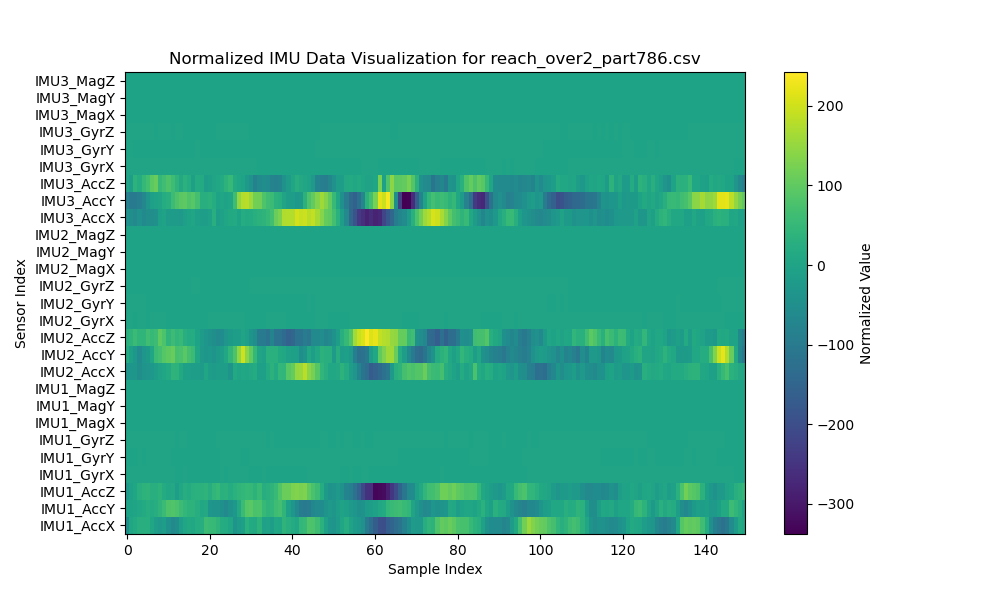 Normalized IMU Data Visualization for reach_over2_part786.csv
IMU3_MagZ
IMU3_MagY
IMU3_MagX
IMU3_GyrZ
IMU3_GyrY
IMU3_GyrX
IMU3_AccZ
IMU3_AccY
IMU3_AccX
IMU2_MagZ
IMU2_MagY
IMU2_MagX
IMU2_GyrZ
IMU2_GyrY
IMU2_GyrX
IMU2_AccZ
IMU2_AccY
IMU2_AccX
IMU1_MagZ
IMU1_MagY
IMU1_MagX
IMU1_GyrZ
IMU1_GyrY
IMU1_GyrX
IMU1_AccZ
IMU1_AccY
IMU1_AccX
Sensor Index
0 20 40 60 80 100 120 140
Sample Index
200
100
0
−100
−200
−300
Normalized Value